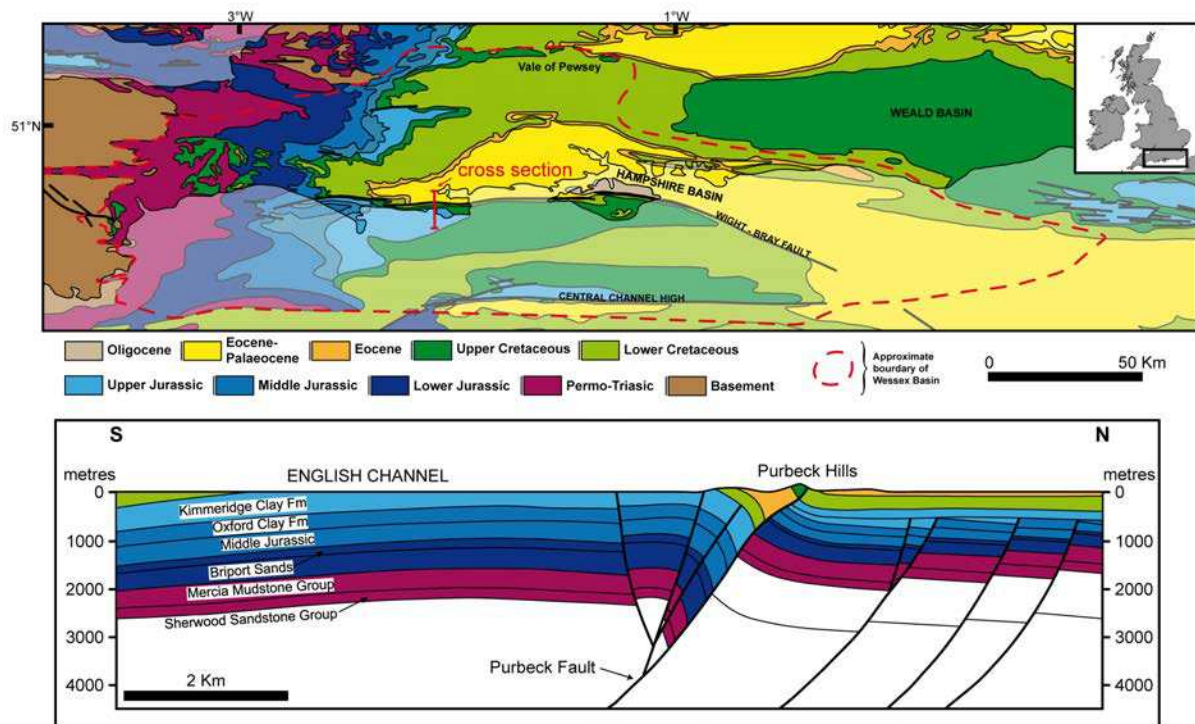 3°W
1°W
51°N
Vale of Pewsey
WEALD BASIN
cross section
HAMPSHIRE BASIN
WIGHT - BRAY FAULT
CENTRAL CHANNEL HIGH
Oligocene
Eocene-
Palaeocene
Eocene
Upper Cretaceous
Lower Cretaceous
Upper Jurassic
Middle Jurassic
Lower Jurassic
Permo-Triasic
Basement
Approximate
bourdary of
Wessex Basin
0 50 Km
S
N
metres
ENGLISH CHANNEL
Purbeck Hills
metres
0
1000
2000
3000
4000
Kimmeridge Clay Fm
Oxford Clay Fm
Middle Jurassic
Briport Sands
Mercia Mudstone Group
Sherwood Sandstone Group
Purbeck Fault
2 Km
0
1000
2000
3000
4000